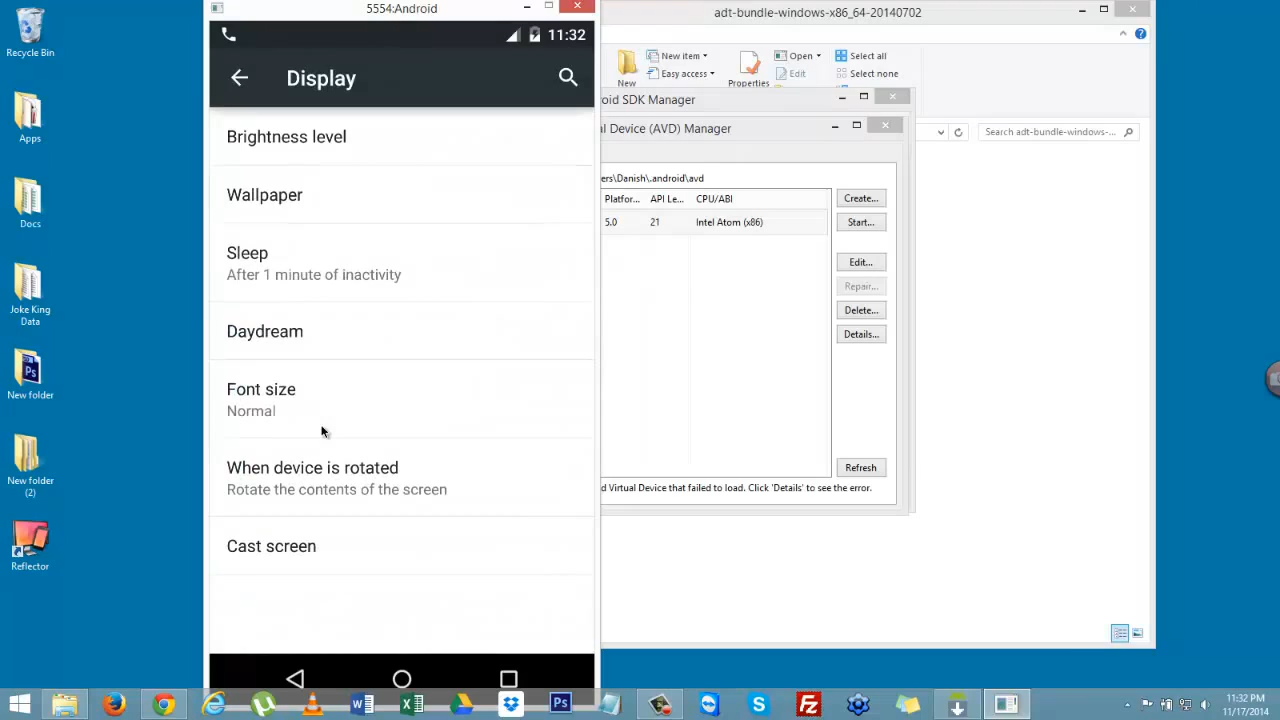 Recycle Bin
Apps
Docs
Joke King
Data
New folder
New folder
(2)
Reflector
5554:Android
11:32
Display
Brightness level
Wallpaper
Sleep
After 1 minute of inactivity
Daydream
Font size
Normal
When device is rotated
Rotate the contents of the screen
Cast screen
adt-bundle-windows-x86_64-20140702
New item
Easy access
New
Properties
Open
Edit
Select all
Select none
oid SDK Manager
Search adt-bundle-windows-...
al Device (AVD) Manager
ers\Danish\.android\avd
Platfor... API Le... CPU/ABI
5.0 21 Intel Atom (x86)
Create...
Start...
Edit...
Repair...
Delete...
Details...
Refresh
d Virtual Device that failed to load. Click 'Details' to see the error.
11:32 PM
11/17/2014